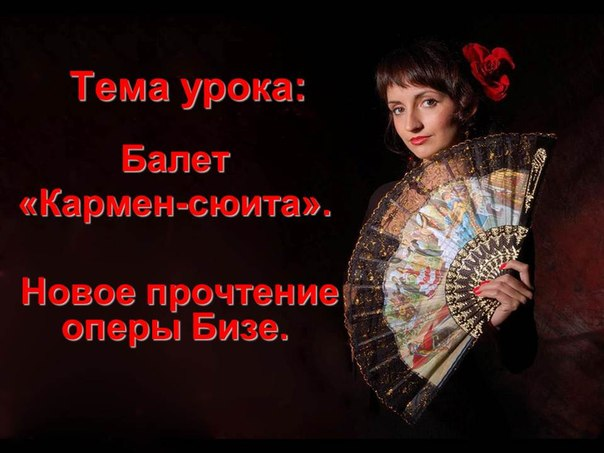 Тема урока:
Балет
«Кармен-сюита».
Новое прочтение
оперы Бизе.